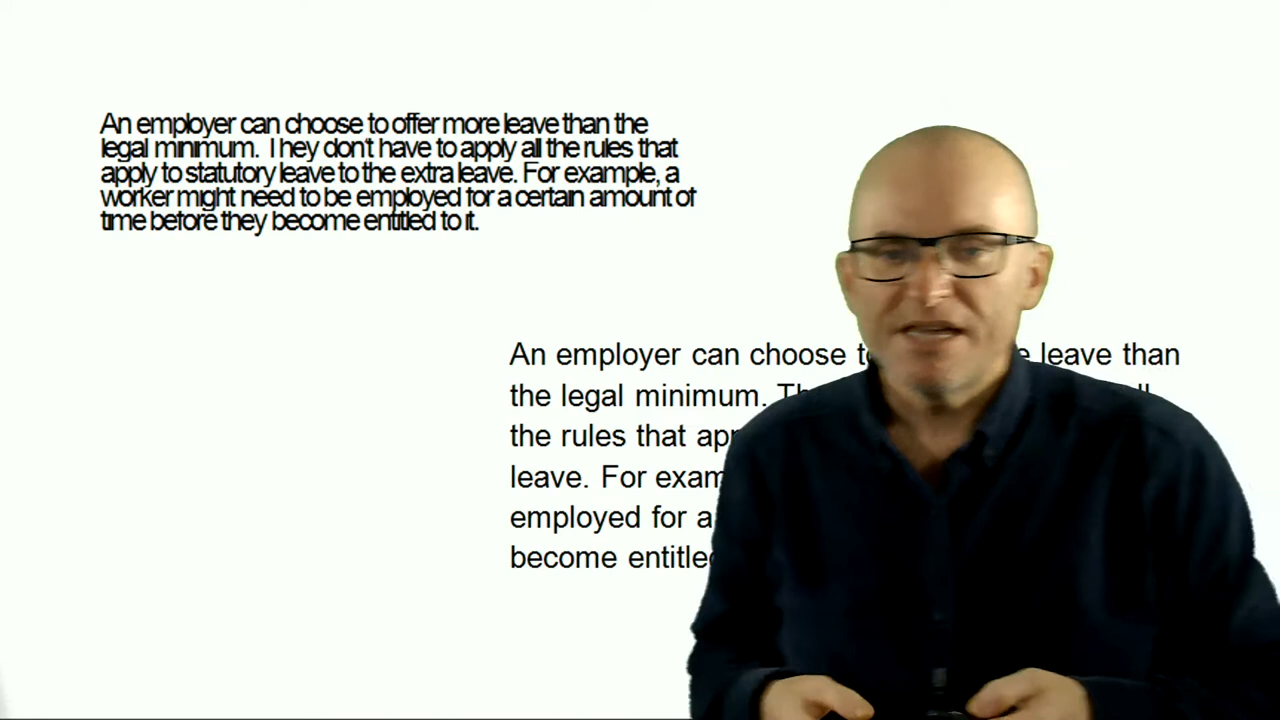 An employer can choose to offer more leave than the
legal minimum. They don't have to apply all the rules that
apply to statutory leave to the extra leave. For example, a
worker might need to be employed for a certain amount of
time before they become entitled to it.
An employer can choose leave than
the legal minimum.
the rules that
leave. For
employed for a
become